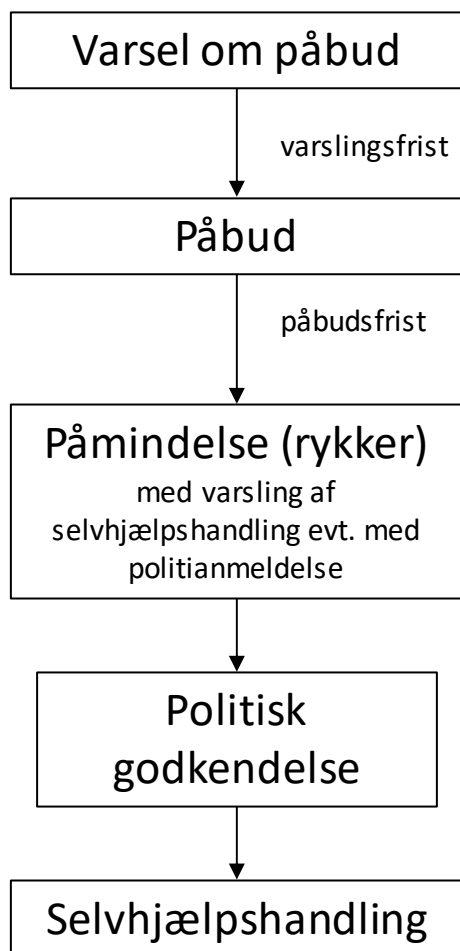 Varsel om påbud
varslingsfrist
Påbud
påbudsfrist
Påmindelse (rykker)
med varsling af
selvhjælpshandling evt. med
politianmeldelse
Politisk
godkendelse
Selvhjælpshandling